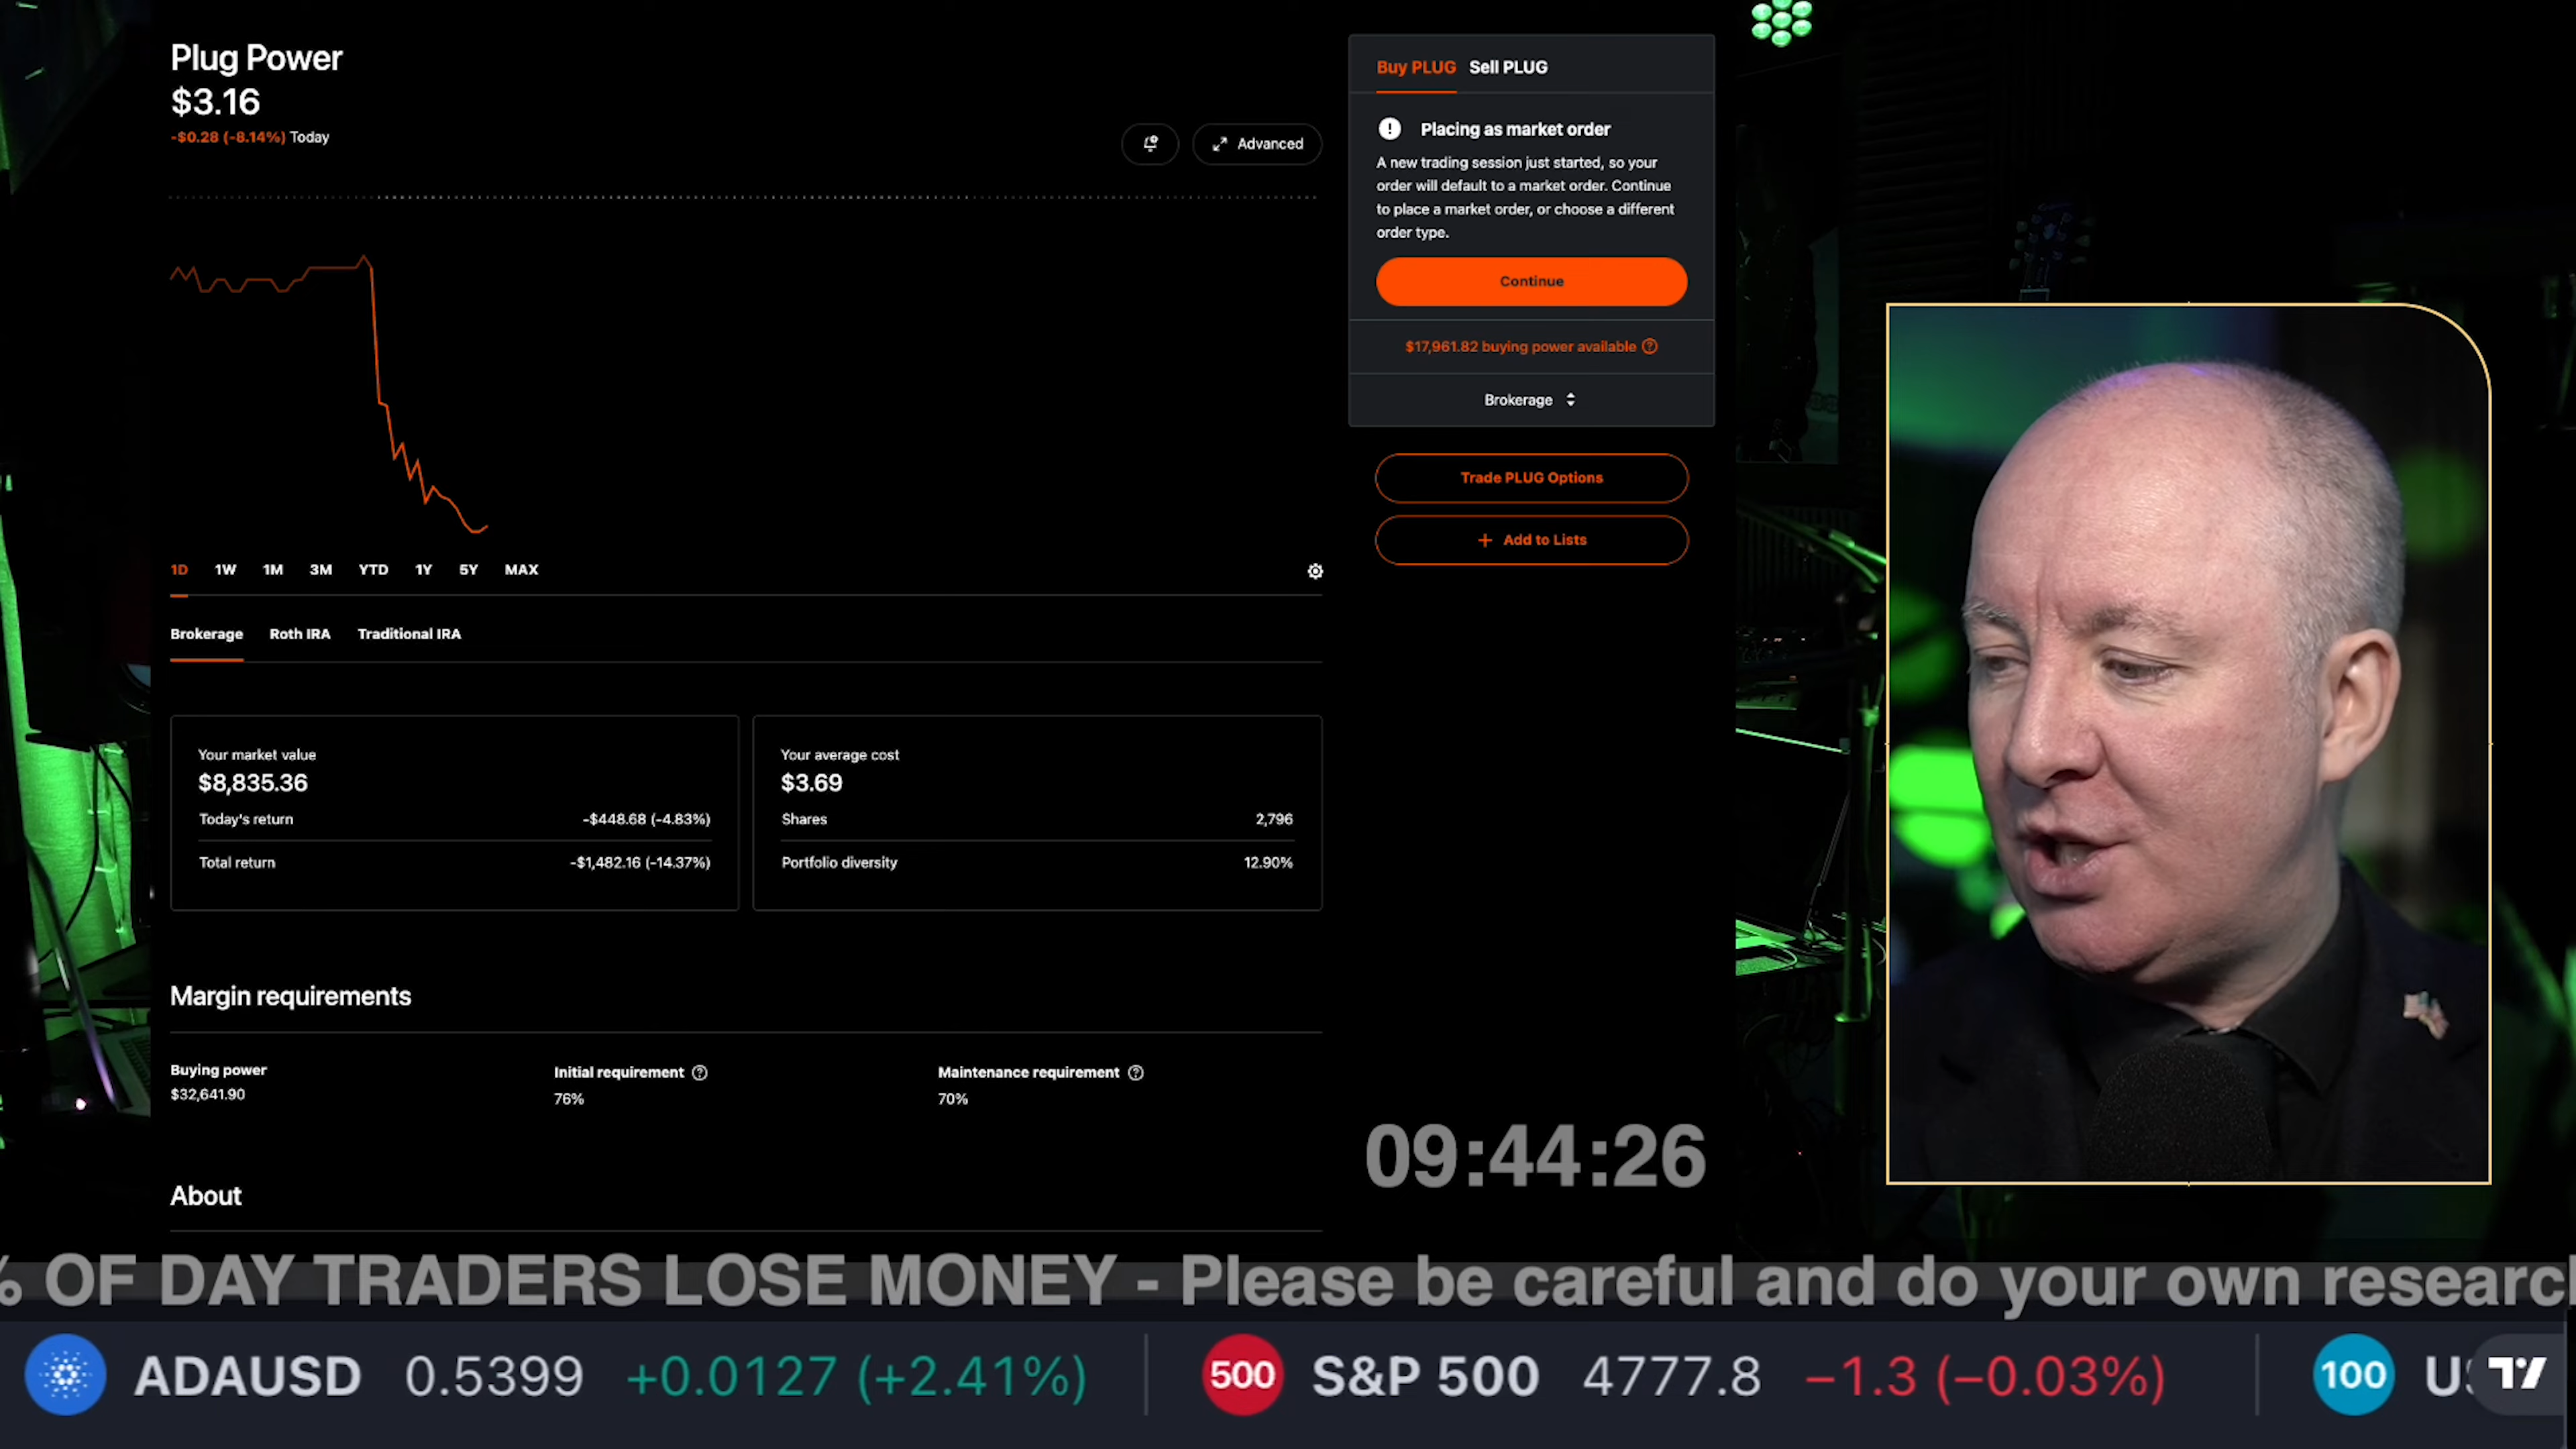 Plug Power
$3.16
-$0.28 (-8.14%) Today
Advanced
Buy PLUG Sell PLUG
Placing as market order
A new trading session just started, so your
order will default to a market order. Continue
to place a market order, or choose a different
order type.
Continue
$17,961.82 buying power available
Brokerage
Trade PLUG Options
+ Add to Lists
1D 1W 1M 3M YTD 1Y 5Y MAX
Brokerage Roth IRA Traditional IRA
Your market value
$8,835.36
Today's return -$448.68 (-4.83%)
Total return -$1,482.16 (-14.37%)
Your average cost
$3.69
Shares 2,796
Portfolio diversity 12.90%
Margin requirements
Buying power
$32,641.90
Initial requirement
76%
Maintenance requirement
70%
09:44:26
About
% OF DAY TRADERS LOSE MONEY - Please be careful and do your own researc
ADAUSD 0.5399 +0.0127 (+2.41%) 500 S&P 500 4777.8 −1.3 (−0.03%) 100 U